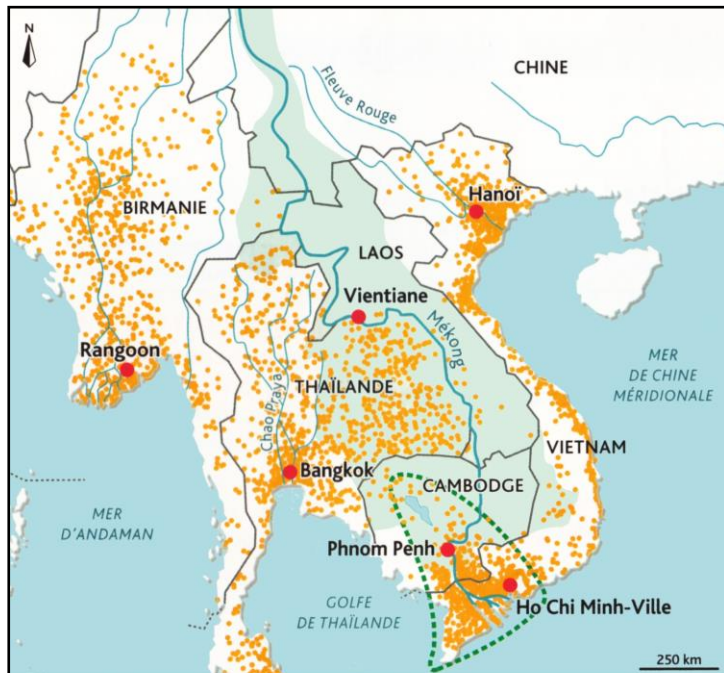 N
CHINE
Fleuve Rouge
Hanoï
BIRMANIE
LAOS
Vientiane
Mékong
Rangoon
MER
DE CHINE
MÉRIDIONALE
THAÏLANDE
Chao Praya
VIETNAM
Bangkok
CAMBODGE
MER
D'ANDAMAN
Phnom Penh
Ho Chi Minh-Ville
GOLFE
DE THAÏLANDE
250 km